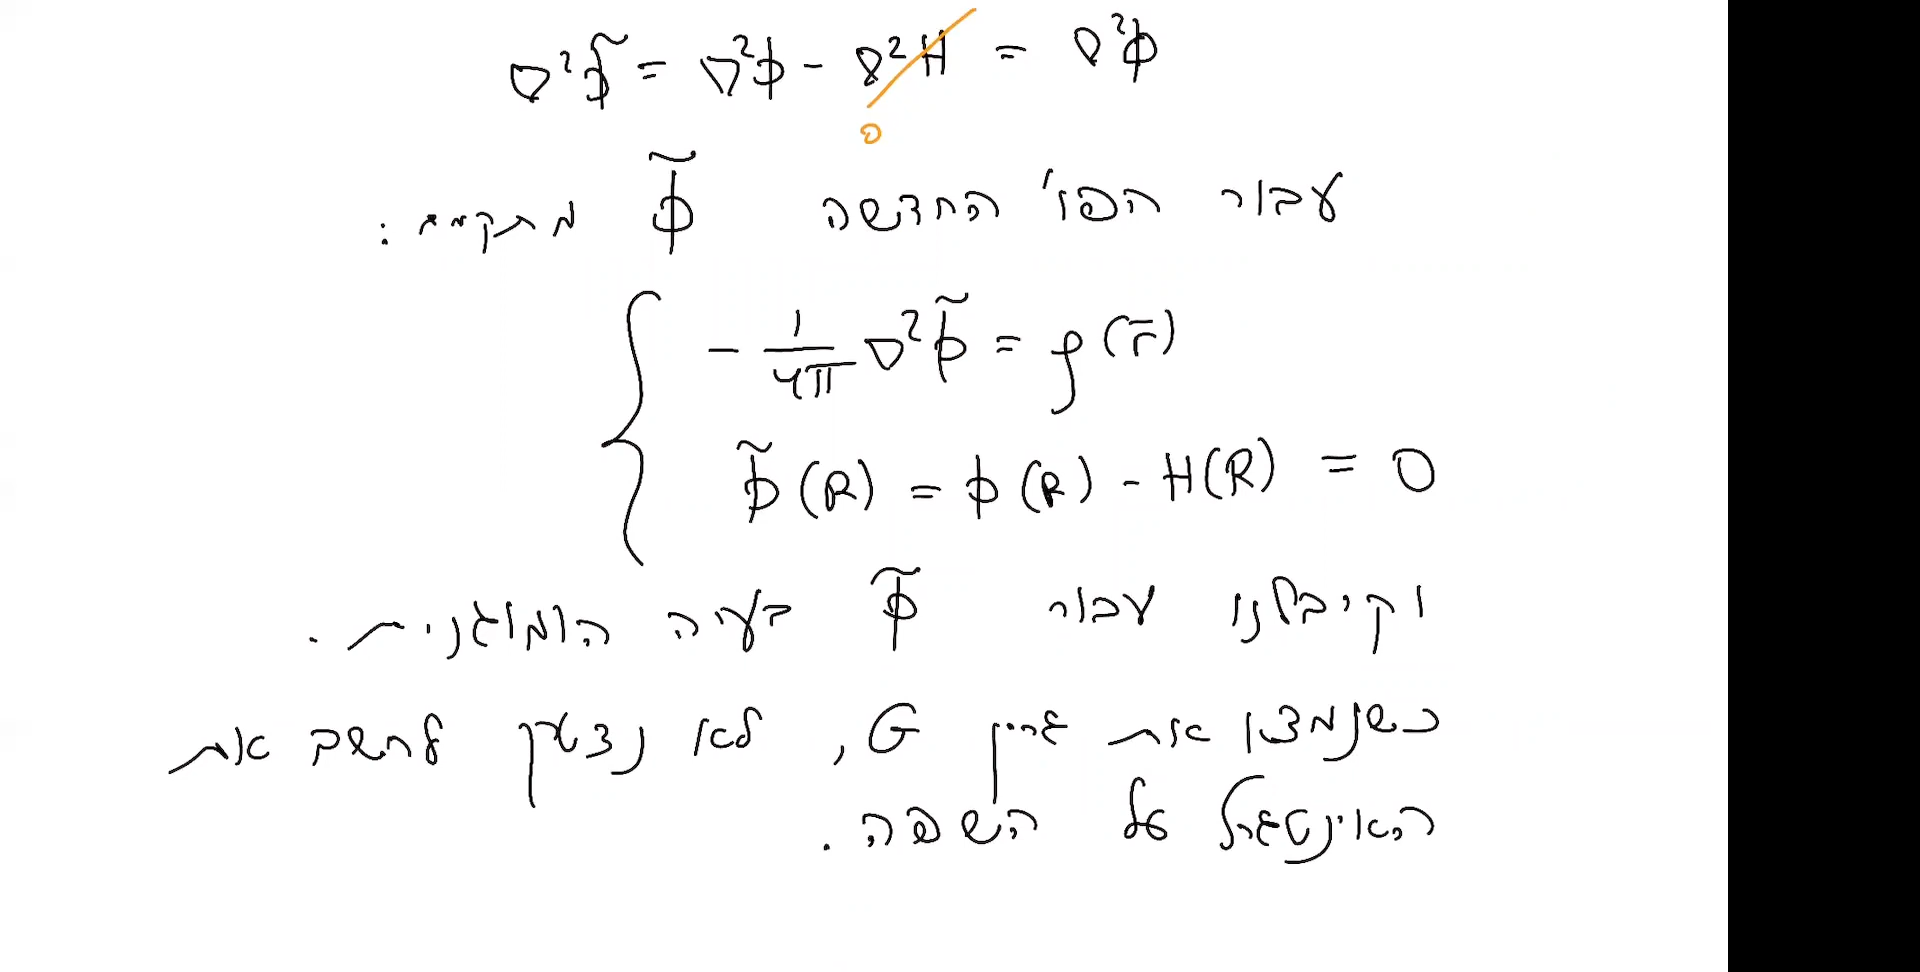 ∇²φ̃ = ∇²φ - ∇²H = ∇²φ
0
עבור הפו' החדשה φ̃ מתקיים :
- 1/4π ∇²φ̃ = ρ(r̄)
φ̃(R) = φ(R) - H(R) = 0
וקיבלנו עבור φ̃ בעיה הומוגנית .
כשנמצא את גרין G, לא נצטרך לחשב את
האינטגרל על השפה .